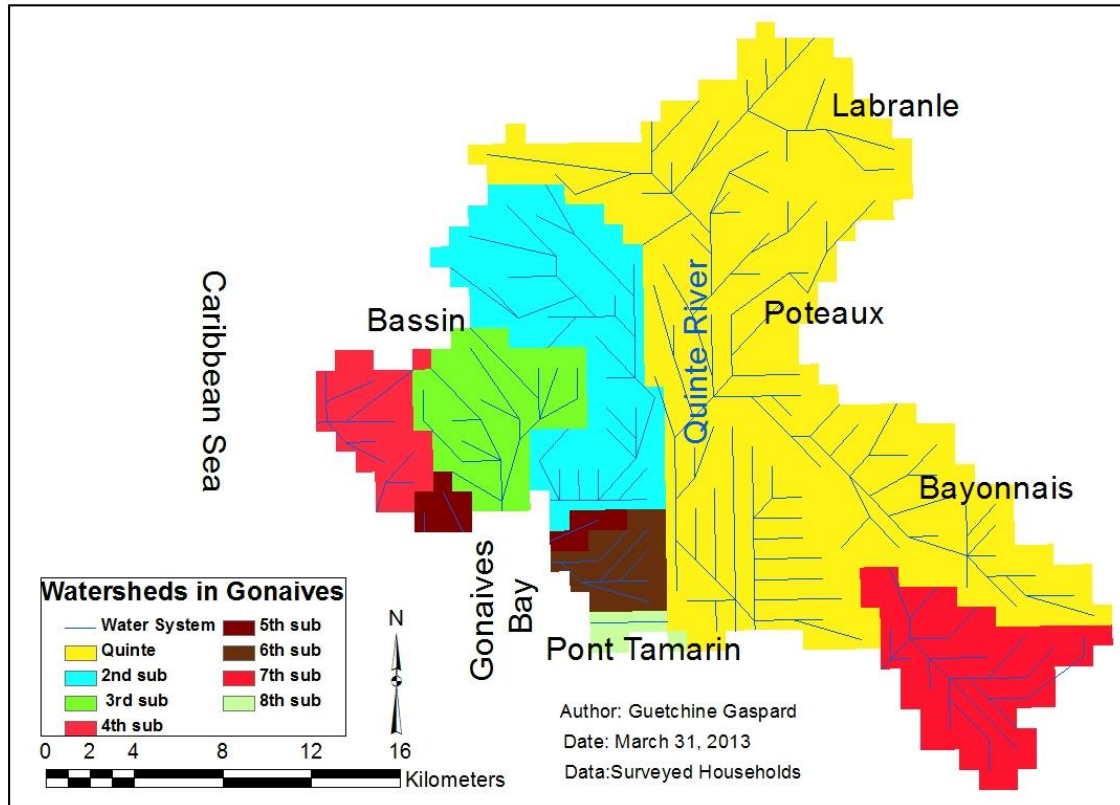 Labranle
Caribbean Sea
Bassin
Quinte River
Poteaux
Bayonnais
Gonaives
Bay
Pont Tamarin
Watersheds in Gonaives
Water System
Quinte
2nd sub
3rd sub
4th sub
5th sub
6th sub
7th sub
8th sub
N
Author: Guetchine Gaspard
Date: March 31, 2013
Data:Surveyed Households
0 2 4 8 12 16
Kilometers